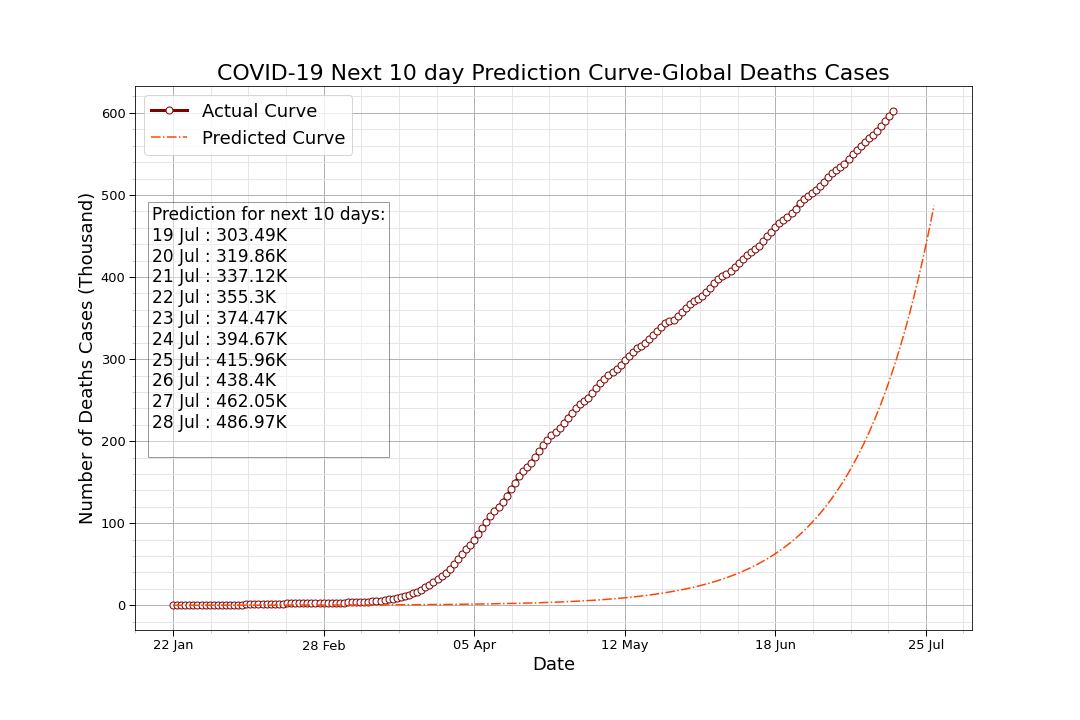 COVID-19 Next 10 day Prediction Curve-Global Deaths Cases
Actual Curve
Predicted Curve
Prediction for next 10 days:
19 Jul : 303.49K
20 Jul : 319.86K
21 Jul : 337.12K
22 Jul : 355.3K
23 Jul : 374.47K
24 Jul : 394.67K
25 Jul : 415.96K
26 Jul : 438.4K
27 Jul : 462.05K
28 Jul : 486.97K
Number of Deaths Cases (Thousand)
600
500
400
300
200
100
0
22 Jan
28 Feb
05 Apr
12 May
18 Jun
25 Jul
Date